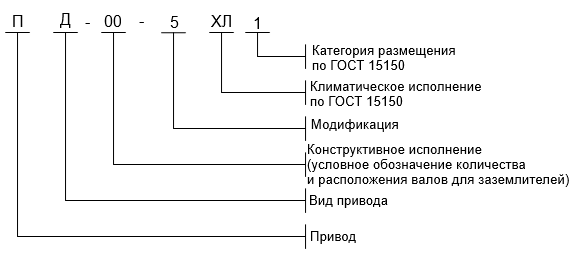 П Д - 00 - 5 ХЛ 1
Категория размещения
по ГОСТ 15150
Климатическое исполнение
по ГОСТ 15150
Модификация
Конструктивное исполнение
(условное обозначение количества
и расположения валов для заземлителей)
Вид привода
Привод